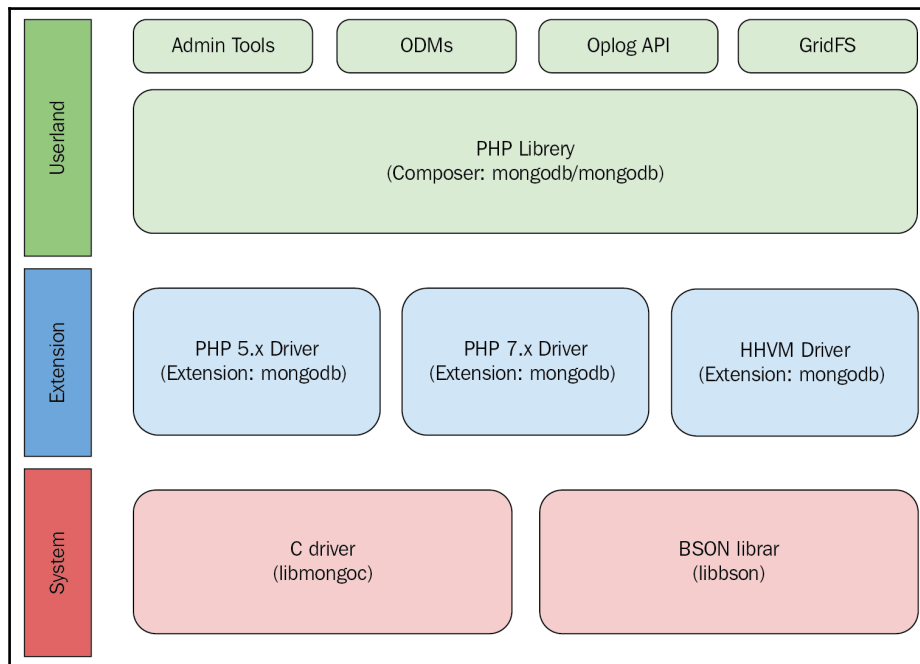 Userland
Admin Tools
ODMs
Oplog API
GridFS
PHP Librery
(Composer: mongodb/mongodb)
Extension
PHP 5.x Driver
(Extension: mongodb)
PHP 7.x Driver
(Extension: mongodb)
HHVM Driver
(Extension: mongodb)
System
C driver
(libmongoc)
BSON librar
(libbson)